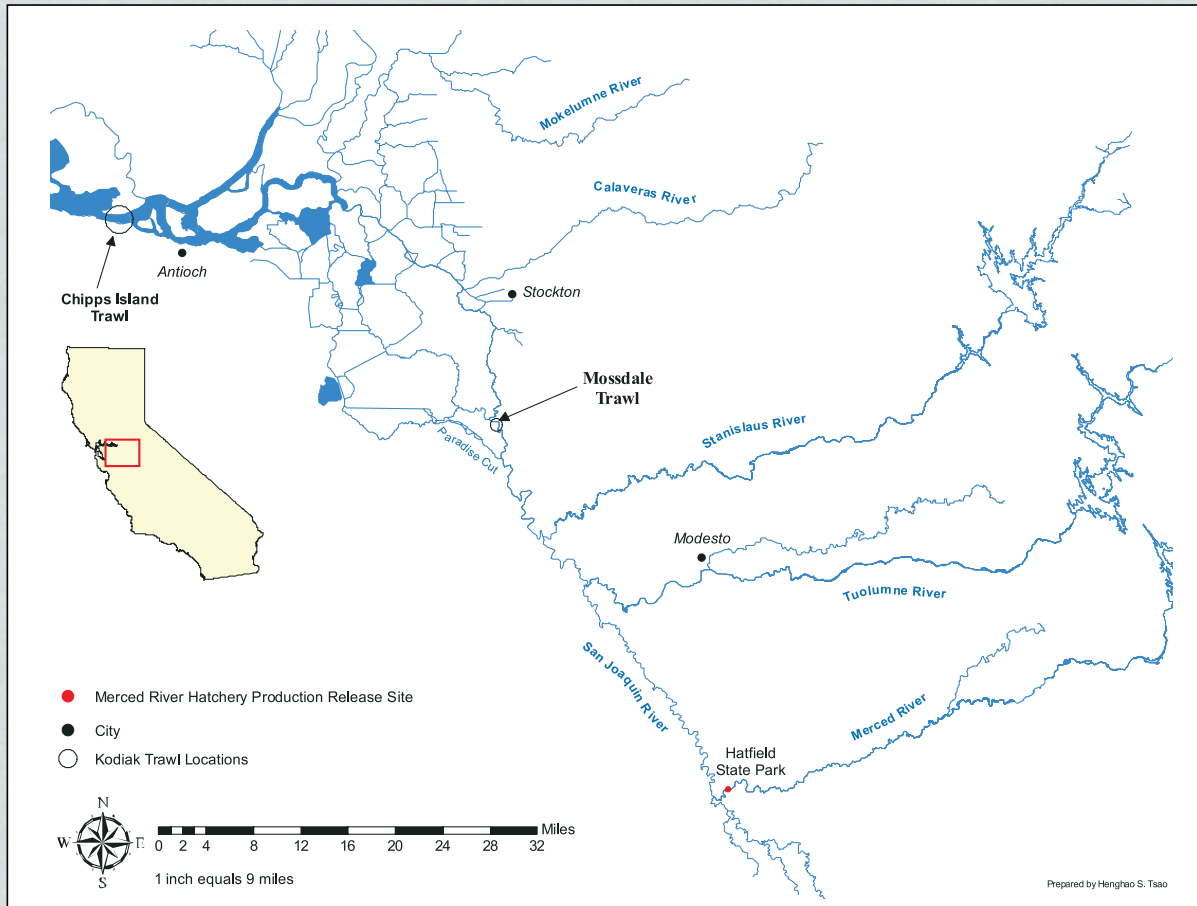 Mokelumne River
Calaveras River
Antioch
Chipps Island
Trawl
Stockton
Mossdale
Trawl
Paradise Cut
Stanislaus River
Modesto
Tuolumne River
San Joaquin River
Merced River
Hatfield
State Park
Merced River Hatchery Production Release Site
City
Kodiak Trawl Locations
N
W E
S
Miles
0 2 4 8 12 16 20 24 28 32
1 inch equals 9 miles
Prepared by Henghao S. Tsao